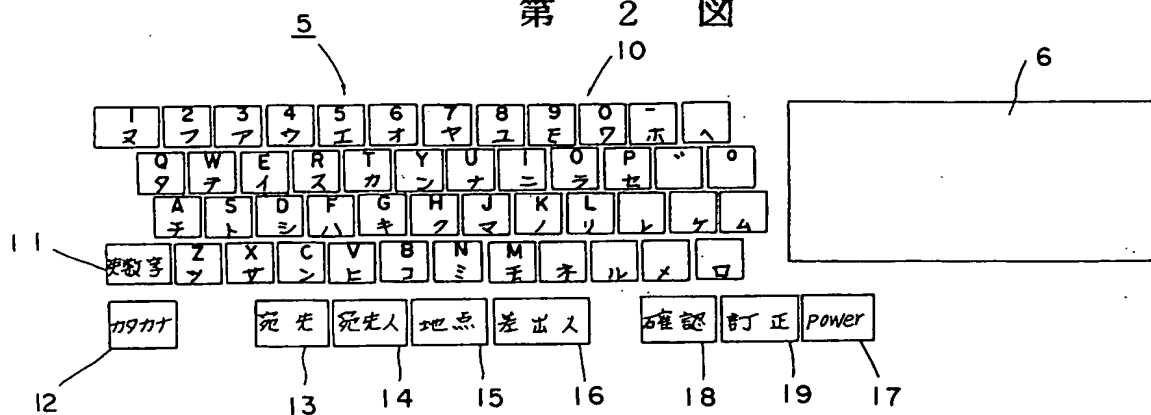 第 2 図
5
10
6
1 2 3 4 5 6 7 8 9 0 -
ヌ フ ア ウ エ オ ヤ ユ モ ワ ホ ヘ
Q W E R T Y U I O P ゛ ゜
タ テ イ ス カ ン ナ ニ ラ セ
A S D F G H J K L
チ ト シ ハ キ ク マ ノ リ レ ケ ム
11
英数字 Z X C V B N M
ツ サ ン ヒ コ ミ モ ネ ル メ ロ
カタカナ 宛先 宛先人 地点 差出人 確認 訂正 power
12 13 14 15 16 18 19 17